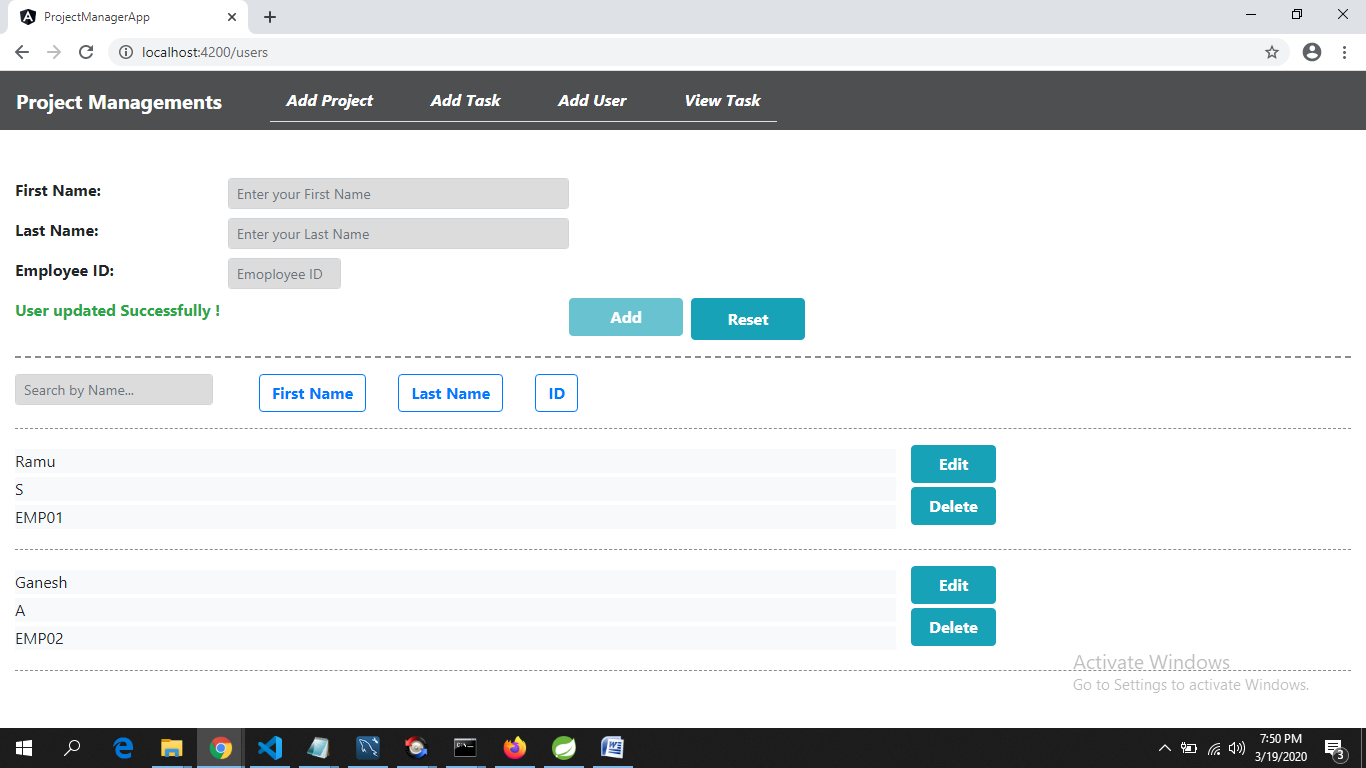 ProjectManagerApp
localhost:4200/users
Project Managements Add Project Add Task Add User View Task
First Name: Enter your First Name
Last Name: Enter your Last Name
Employee ID: Emoployee ID
User updated Successfully ! Add Reset
Search by Name... First Name Last Name ID
Ramu Edit
S
EMP01 Delete
Ganesh Edit
A
EMP02 Delete
Activate Windows
Go to Settings to activate Windows.
7:50 PM
3/19/2020
3